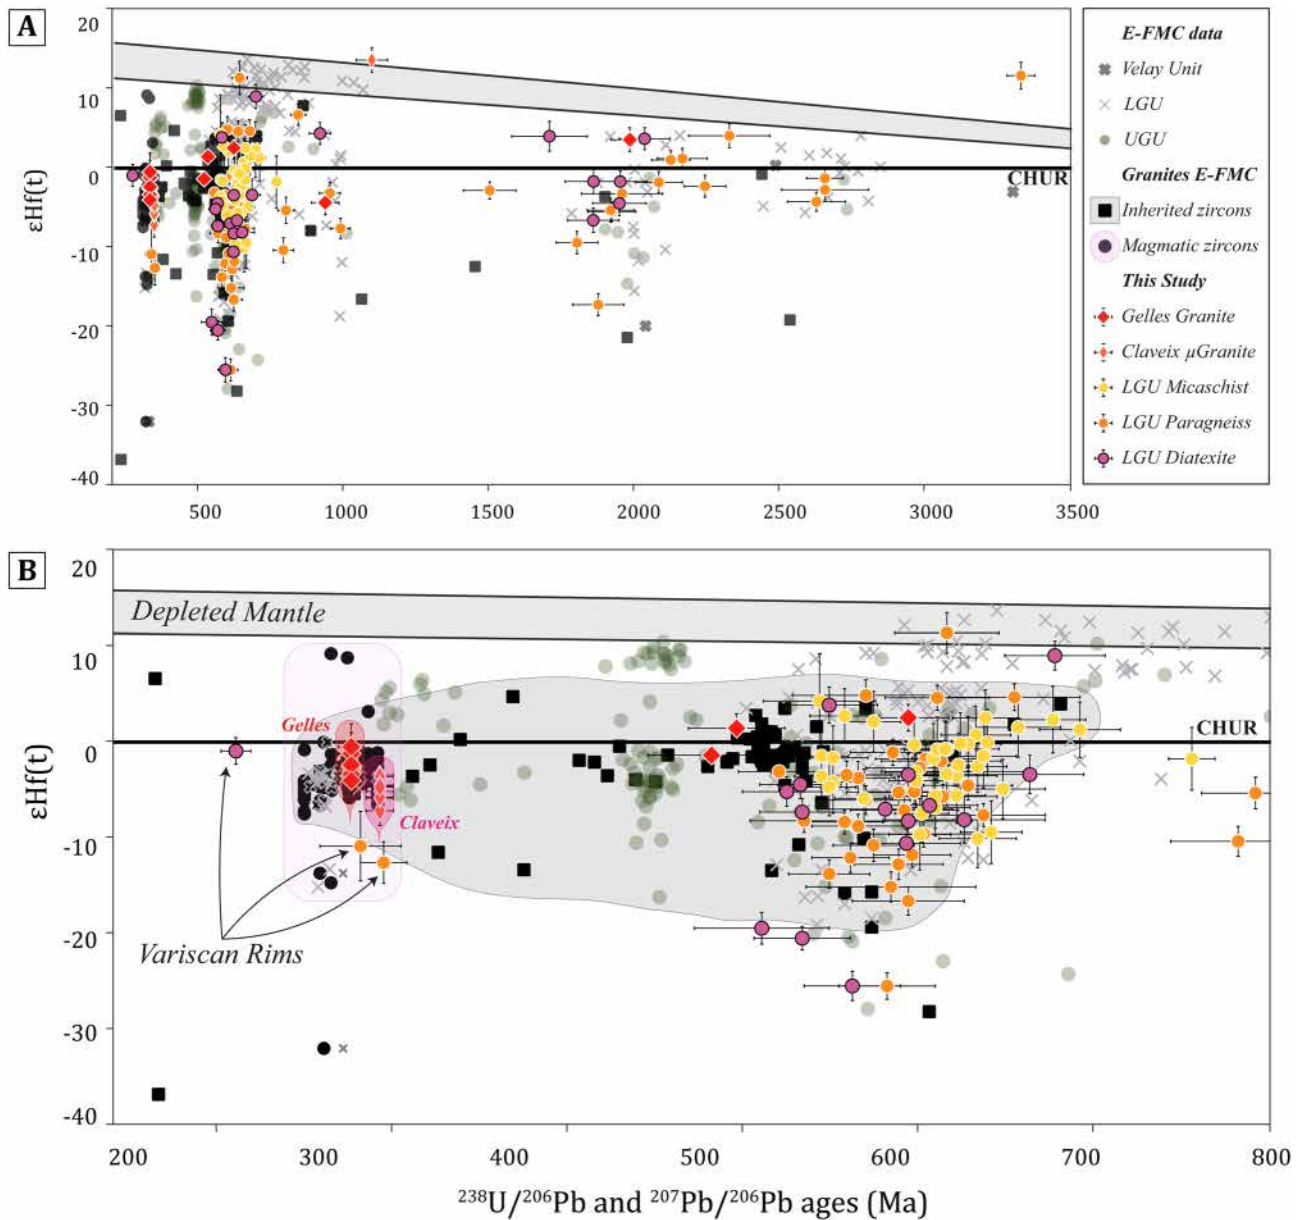 A
20
10
0
-10
-20
-30
-40
εHf(t)
CHUR
500
1000
1500
2000
2500
3000
3500
E-FMC data
Velay Unit
LGU
UGU
Granites E-FMC
Inherited zircons
Magmatic zircons
This Study
Gelles Granite
Claveix µGranite
LGU Micaschist
LGU Paragneiss
LGU Diatexite
B
20
10
0
-10
-20
-30
-40
εHf(t)
Depleted Mantle
Gelles
Claveix
CHUR
Variscan Rims
200
300
400
500
600
700
800
²³⁸U/²⁰⁶Pb and ²⁰⁷Pb/²⁰⁶Pb ages (Ma)